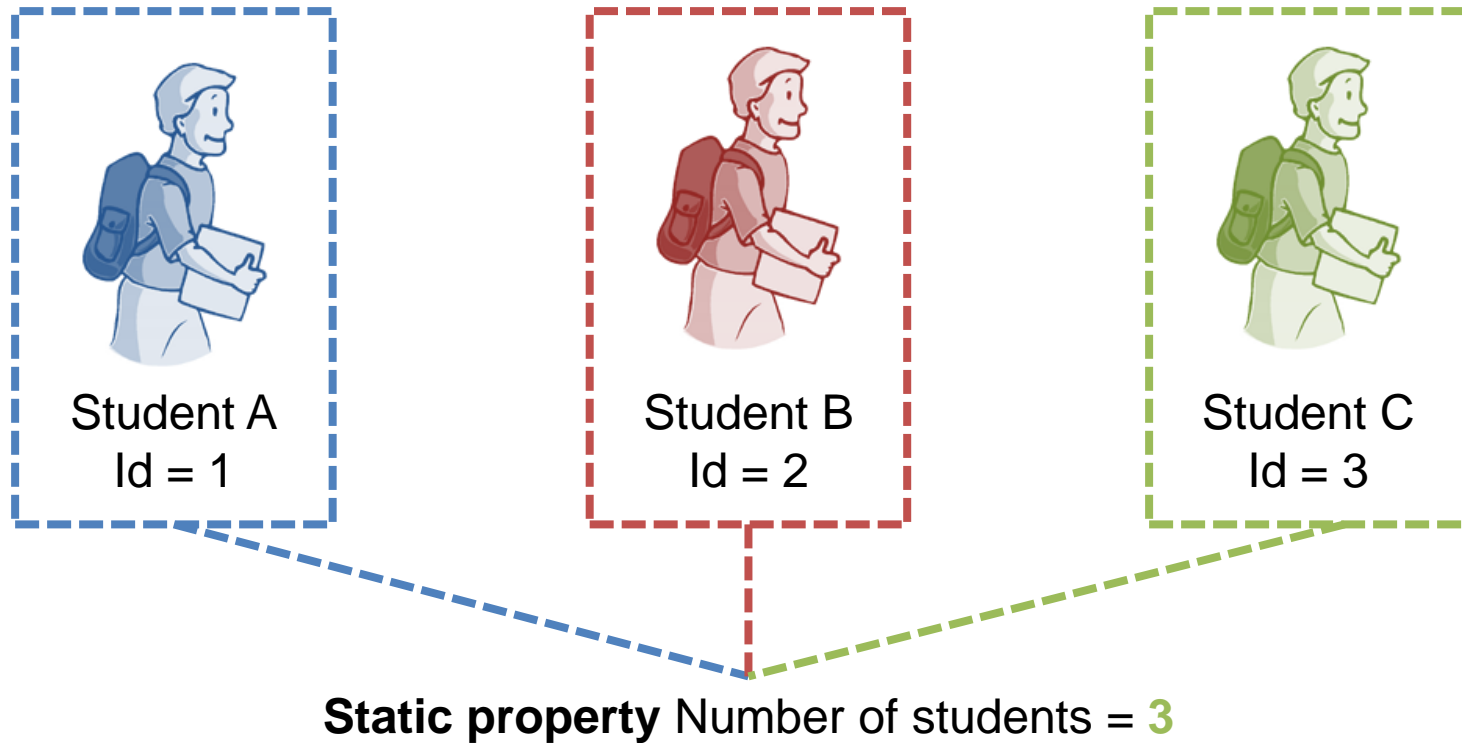 Student A
Id = 1
Student B
Id = 2
Student C
Id = 3
Static property Number of students = 3